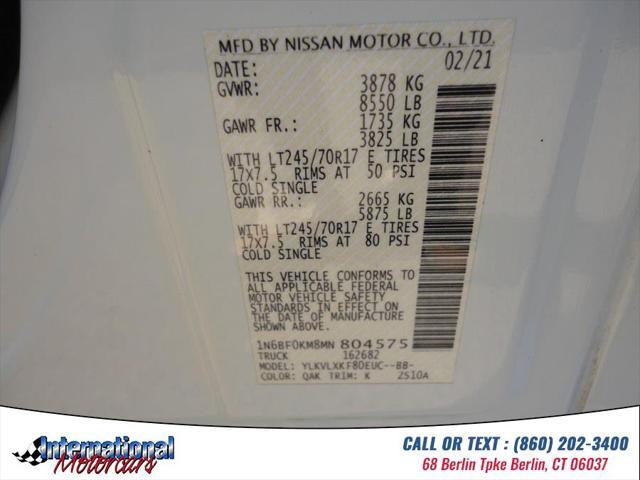 MFD BY NISSAN MOTOR CO., LTD.
DATE: 02/21
GVWR: 3878 KG
8550 LB
GAWR FR.: 1735 KG
3825 LB
WITH LT245/70R17 E TIRES
17X7.5 RIMS AT 50 PSI
COLD SINGLE
GAWR RR.: 2665 KG
5875 LB
WITH LT245/70R17 E TIRES
17X7.5 RIMS AT 80 PSI
COLD SINGLE
THIS VEHICLE CONFORMS TO
ALL APPLICABLE FEDERAL
MOTOR VEHICLE SAFETY
STANDARDS IN EFFECT ON
THE DATE OF MANUFACTURE
SHOWN ABOVE.
1N6BF0KM8MN 804575
TRUCK 162682
MODEL: YLKVLXKF80EUC--BB-
COLOR: QAK TRIM: K ZS10A
International
Motorcars
CALL OR TEXT : (860) 202-3400
68 Berlin Tpke Berlin, CT 06037